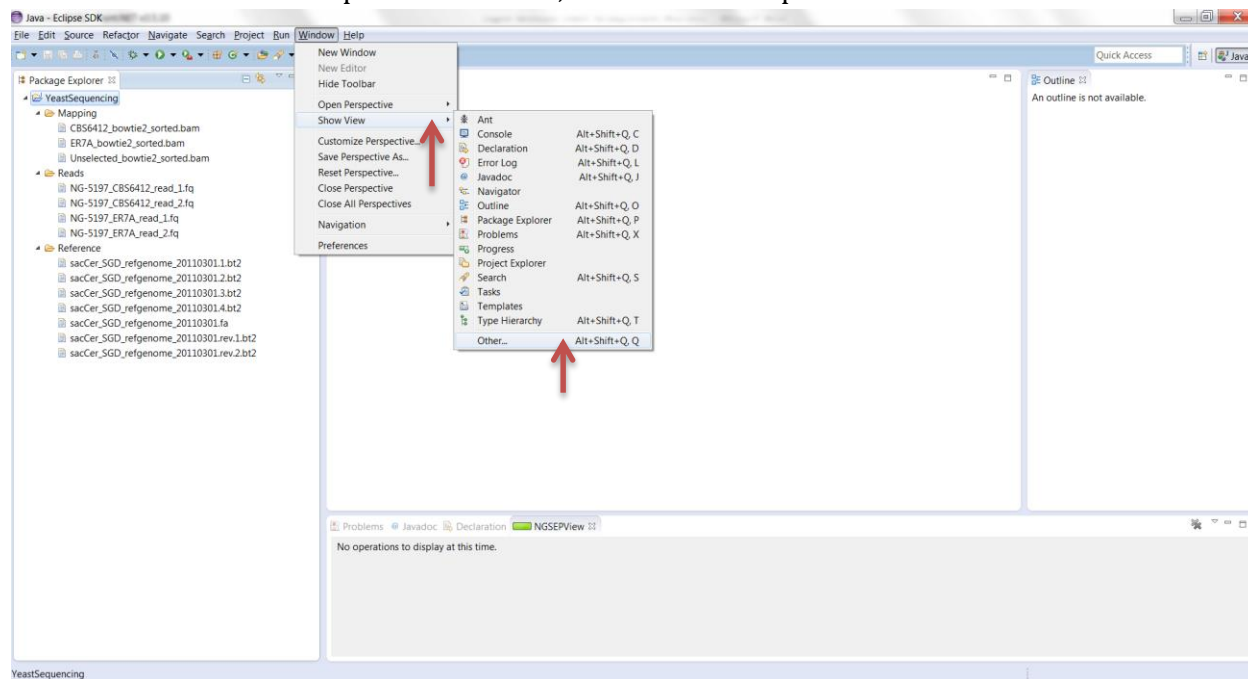 Java - Eclipse SDK
File Edit Source Refactor Navigate Search Project Run Window Help
Quick Access
Java
Package Explorer
YeastSequencing
Mapping
CBS6412_bowtie2_sorted.bam
ER7A_bowtie2_sorted.bam
Unselected_bowtie2_sorted.bam
Reads
NG-5197_CBS6412_read_1.fq
NG-5197_CBS6412_read_2.fq
NG-5197_ER7A_read_1.fq
NG-5197_ER7A_read_2.fq
Reference
sacCer_SGD_refgenome_20110301.1.bt2
sacCer_SGD_refgenome_20110301.2.bt2
sacCer_SGD_refgenome_20110301.3.bt2
sacCer_SGD_refgenome_20110301.4.bt2
sacCer_SGD_refgenome_20110301.fa
sacCer_SGD_refgenome_20110301.rev.1.bt2
sacCer_SGD_refgenome_20110301.rev.2.bt2
New Window
New Editor
Hide Toolbar
Open Perspective
Show View
Customize Perspective...
Save Perspective As...
Reset Perspective...
Close Perspective
Close All Perspectives
Navigation
Preferences
Ant
Console Alt+Shift+Q, C
Declaration Alt+Shift+Q, D
Error Log Alt+Shift+Q, L
Javadoc Alt+Shift+Q, J
Navigator
Outline Alt+Shift+Q, O
Package Explorer Alt+Shift+Q, P
Problems Alt+Shift+Q, X
Progress
Project Explorer
Search Alt+Shift+Q, S
Tasks
Templates
Type Hierarchy Alt+Shift+Q, T
Other... Alt+Shift+Q, Q
Outline
An outline is not available.
Problems Javadoc Declaration NGSEPView
No operations to display at this time.
YeastSequencing